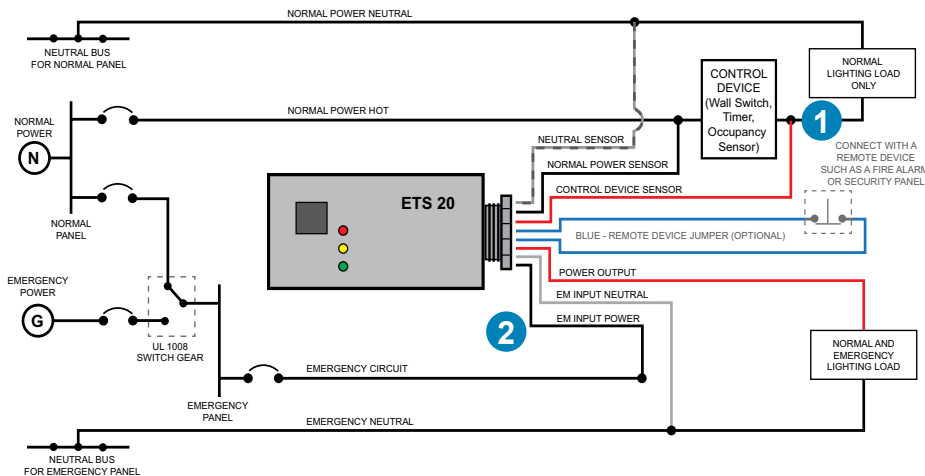 NORMAL POWER NEUTRAL
NEUTRAL BUS
FOR NORMAL PANEL
NORMAL
LIGHTING LOAD
ONLY
CONTROL
DEVICE
(Wall Switch,
Timer,
Occupancy
Sensor)
NORMAL POWER HOT
1
NORMAL
POWER
N
NEUTRAL SENSOR
CONNECT WITH A
REMOTE DEVICE
SUCH AS A FIRE ALARM
OR SECURITY PANEL
NORMAL POWER SENSOR
CONTROL DEVICE SENSOR
ETS 20
NORMAL
PANEL
BLUE - REMOTE DEVICE JUMPER (OPTIONAL)
POWER OUTPUT
EMERGENCY
POWER
G
EM INPUT NEUTRAL
EM INPUT POWER
2
UL 1008
SWITCH GEAR
NORMAL AND
EMERGENCY
LIGHTING LOAD
EMERGENCY CIRCUIT
EMERGENCY
PANEL
EMERGENCY NEUTRAL
NEUTRAL BUS
FOR EMERGENCY PANEL